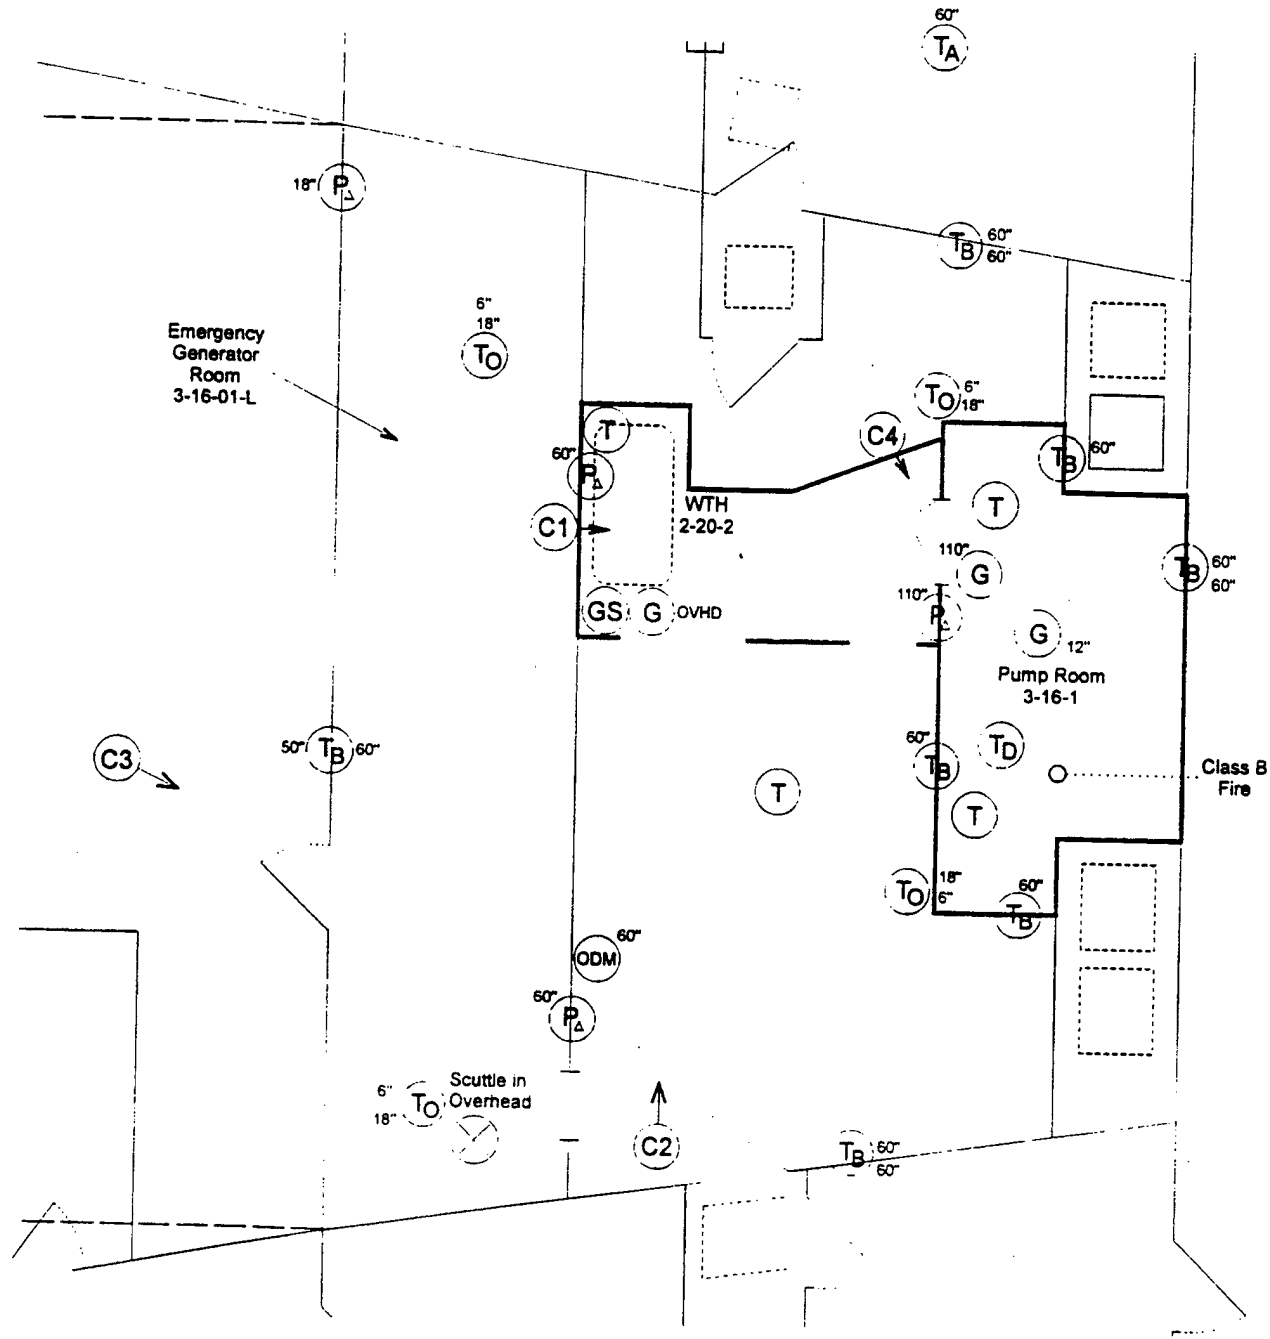 60"
TA
18"
PΔ
TB
60"
60"
6"
18"
TO
Emergency
Generator
Room
3-16-01-L
TO
6"
18"
C4
T
60"
PΔ
TB
60"
WTH
2-20-2
T
C1
110"
G
TB
60"
60"
GS
G
OVHD
110"
PΔ
G
12"
Pump Room
3-16-1
50"
TB
60"
C3
60"
TB
TD
Class B
Fire
T
T
TO
18"
6"
60"
TB
ODM
60"
60"
PΔ
6"
18"
TO
Scuttle in
Overhead
C2
TB
60"
60"